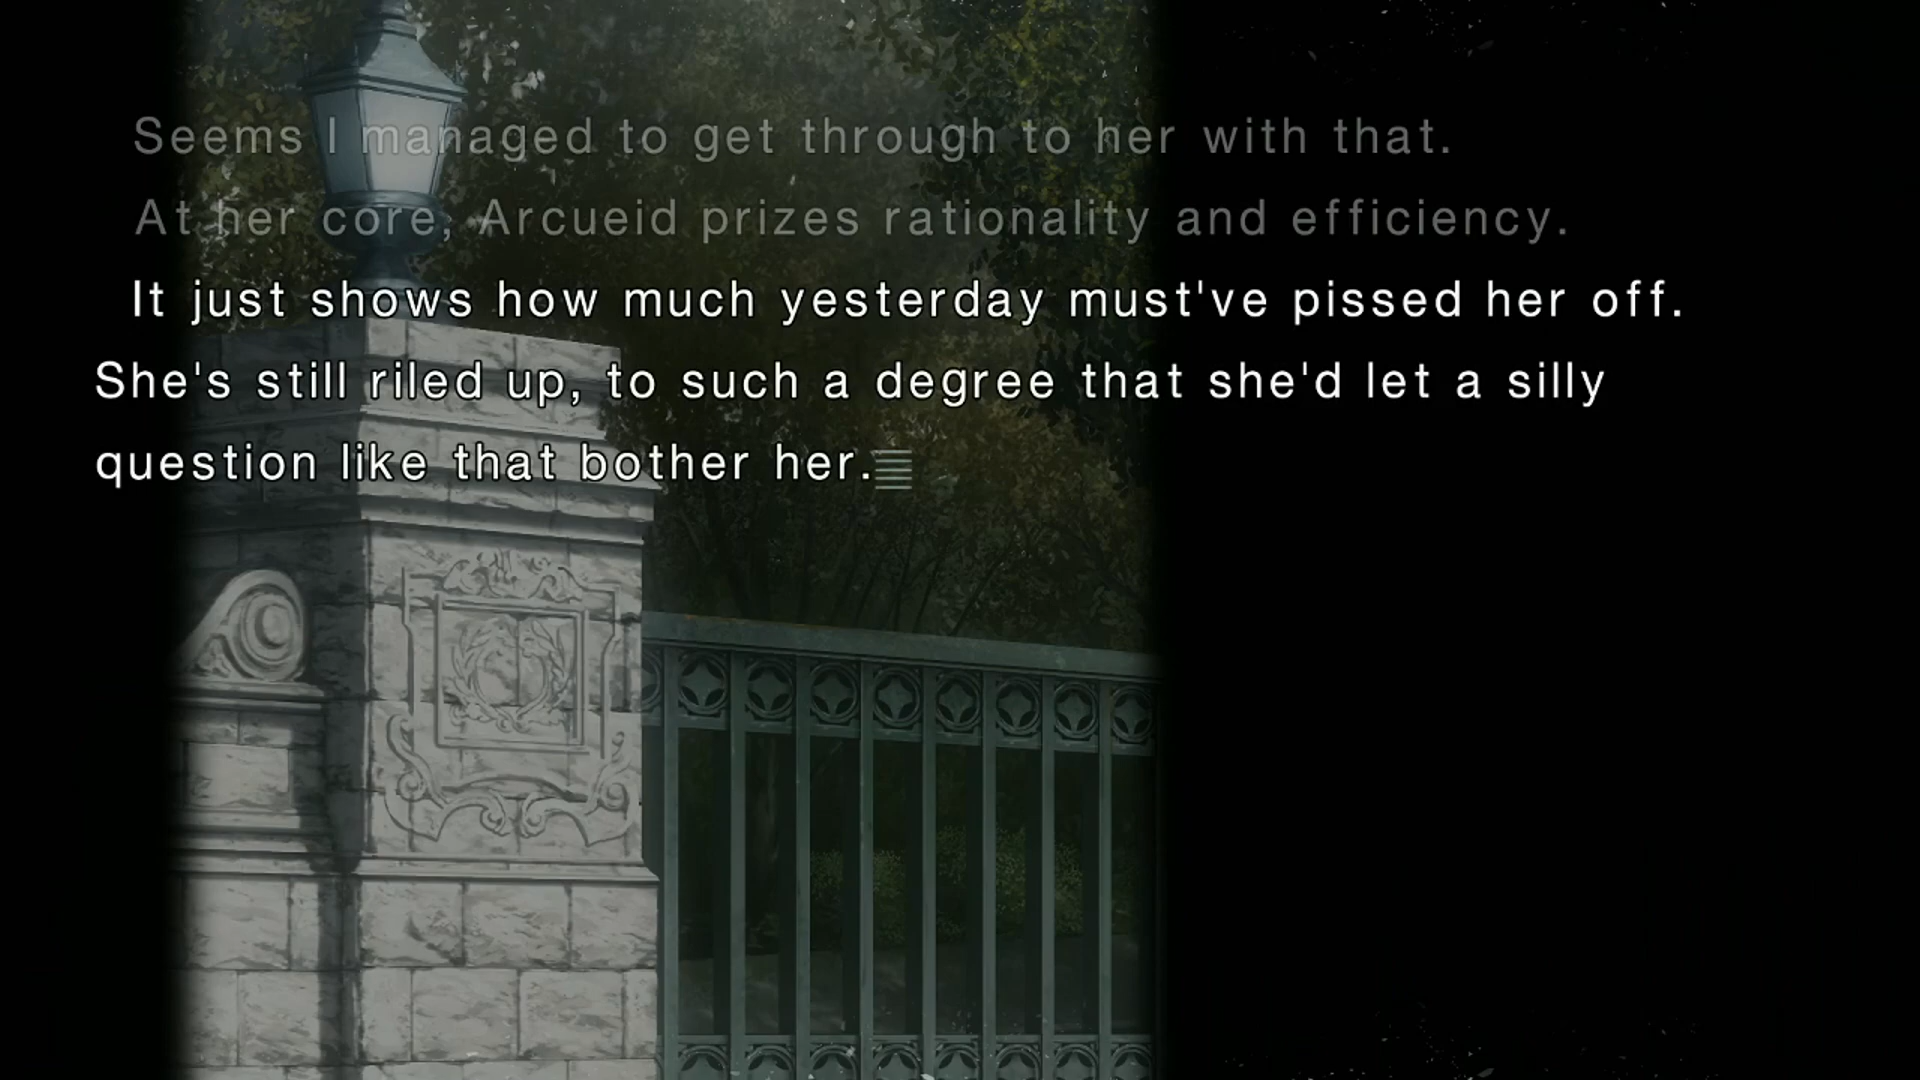 Seems I managed to get through to her with that.
At her core, Arcueid prizes rationality and efficiency.
It just shows how much yesterday must've pissed her off.
She's still riled up, to such a degree that she'd let a silly
question like that bother her.